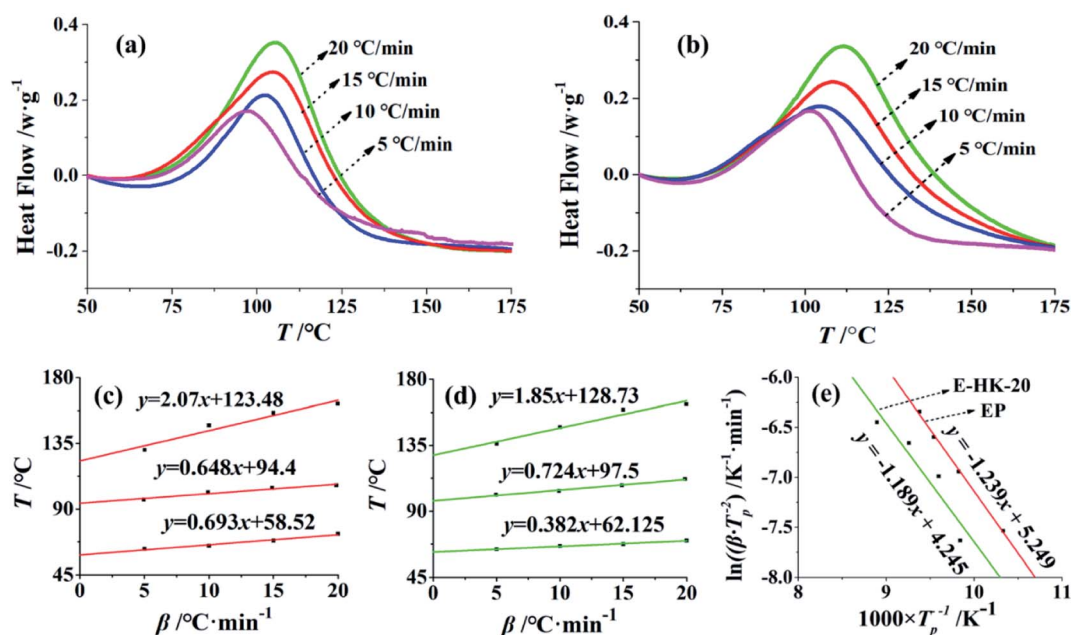 (a)
0.4
0.2
0.0
-0.2
Heat Flow /w·g⁻¹
20 °C/min
15 °C/min
10 °C/min
5 °C/min
50 75 100 125 150 175
T /°C
(b)
0.4
0.2
0.0
-0.2
Heat Flow /w·g⁻¹
20 °C/min
15 °C/min
10 °C/min
5 °C/min
50 75 100 125 150 175
T /°C
(c)
180
135
90
45
T /°C
y=2.07x+123.48
y=0.648x+94.4
y=0.693x+58.52
0 5 10 15 20
β /°C·min⁻¹
(d)
180
135
90
45
T /°C
y=1.85x+128.73
y=0.724x+97.5
y=0.382x+62.125
0 5 10 15 20
β /°C·min⁻¹
(e)
-6.0
-6.5
-7.0
-7.5
-8.0
ln((β·Tp⁻²) /K⁻¹·min⁻¹)
E-HK-20
EP
y = -1.189x + 4.245
y = -1.239x + 5.249
8 9 10 11
1000×Tp⁻¹ /K⁻¹